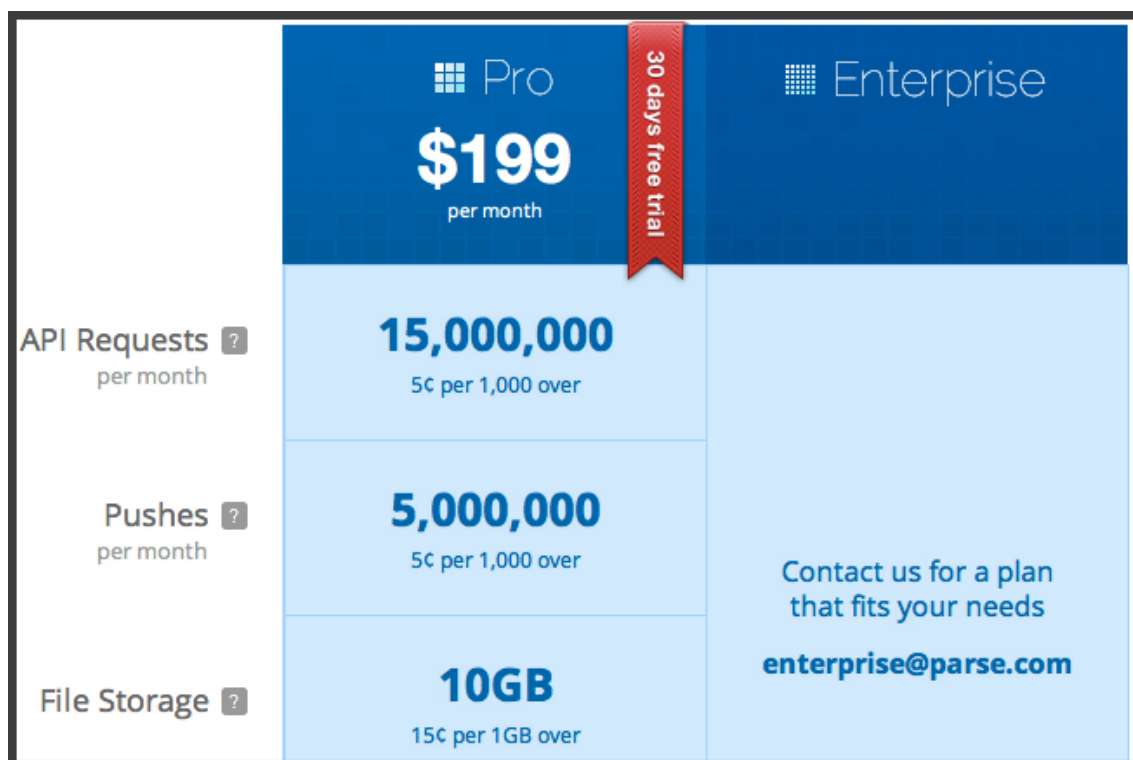 Pro
$199
per month
30 days free trial
Enterprise
API Requests ?
per month
15,000,000
5¢ per 1,000 over
Pushes ?
per month
5,000,000
5¢ per 1,000 over
File Storage ?
10GB
15¢ per 1GB over
Contact us for a plan
that fits your needs
enterprise@parse.com